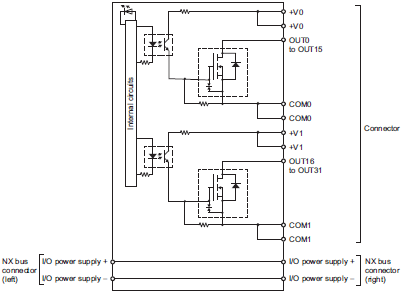 +V0
+V0
OUT0
to OUT15
Internal circuits
COM0
COM0
Connector
+V1
+V1
OUT16
to OUT31
COM1
COM1
NX bus
connector
(left)
I/O power supply +
I/O power supply –
I/O power supply +
I/O power supply –
NX bus
connector
(right)